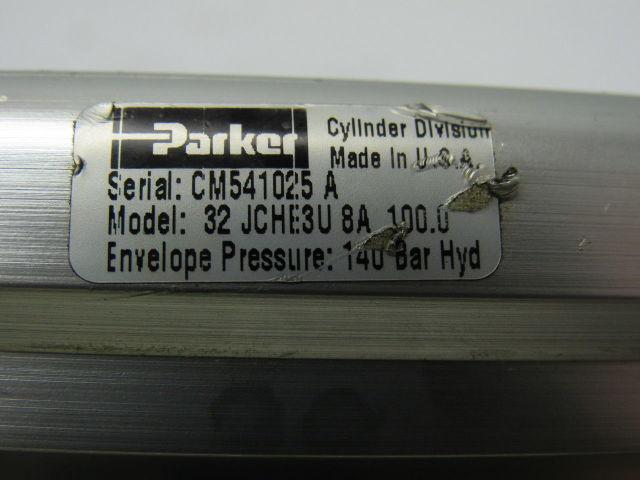 Parker
Cylinder Division
Made In U.S.A.
Serial: CM541025 A
Model: 32 JCHE3U 8A 100.0
Envelope Pressure: 140 Bar Hyd